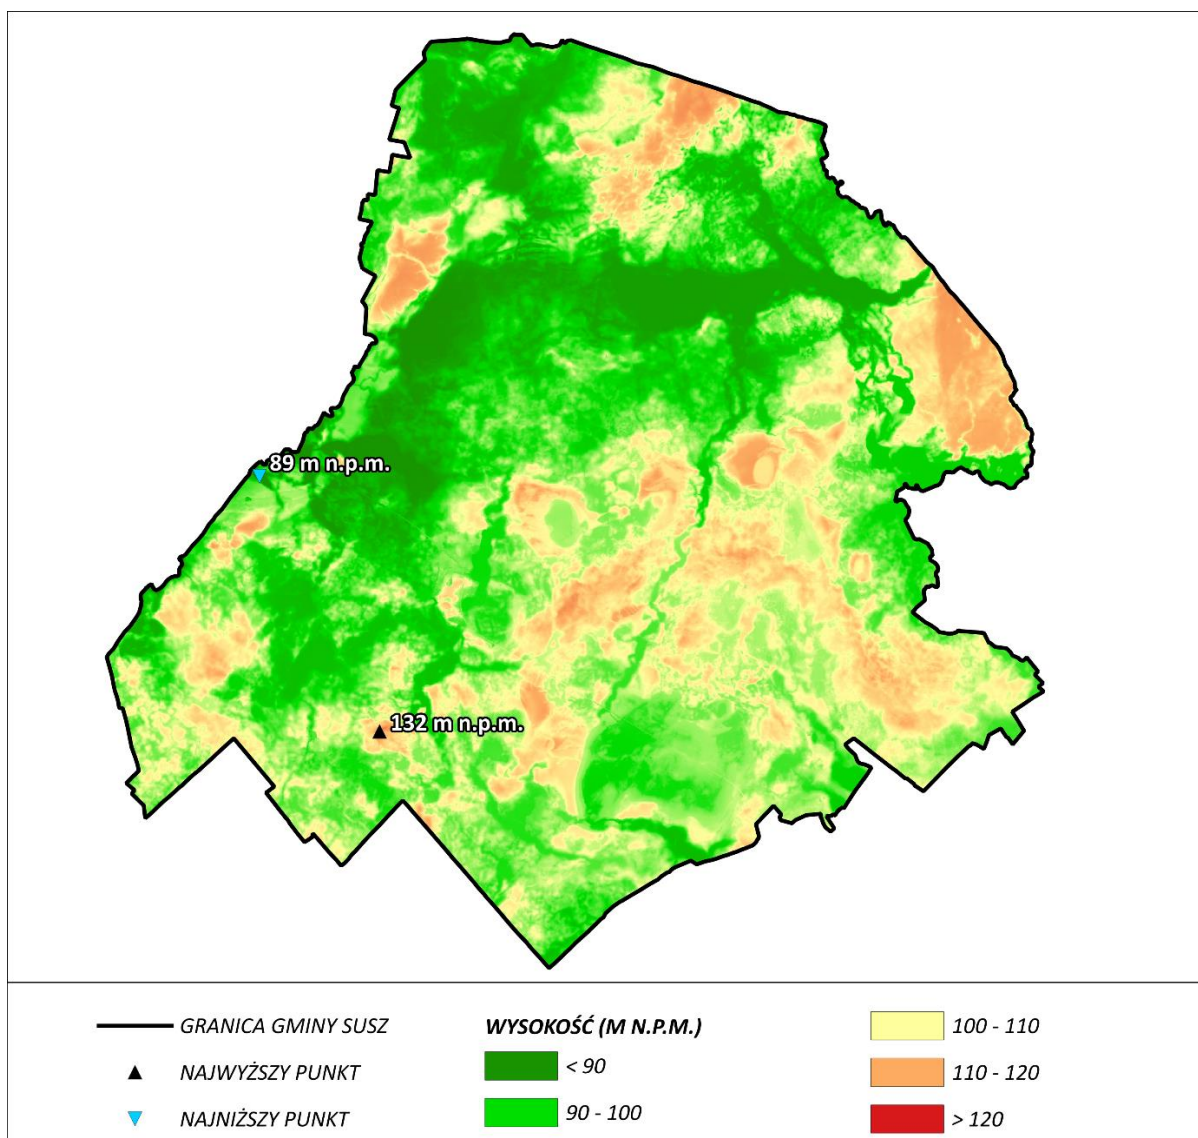 89 m n.p.m.
132 m n.p.m.
GRANICA GMINY SUSZ
NAJWYŻSZY PUNKT
NAJNIŻSZY PUNKT
WYSOKOŚĆ (M N.P.M.)
< 90
90 - 100
100 - 110
110 - 120
> 120